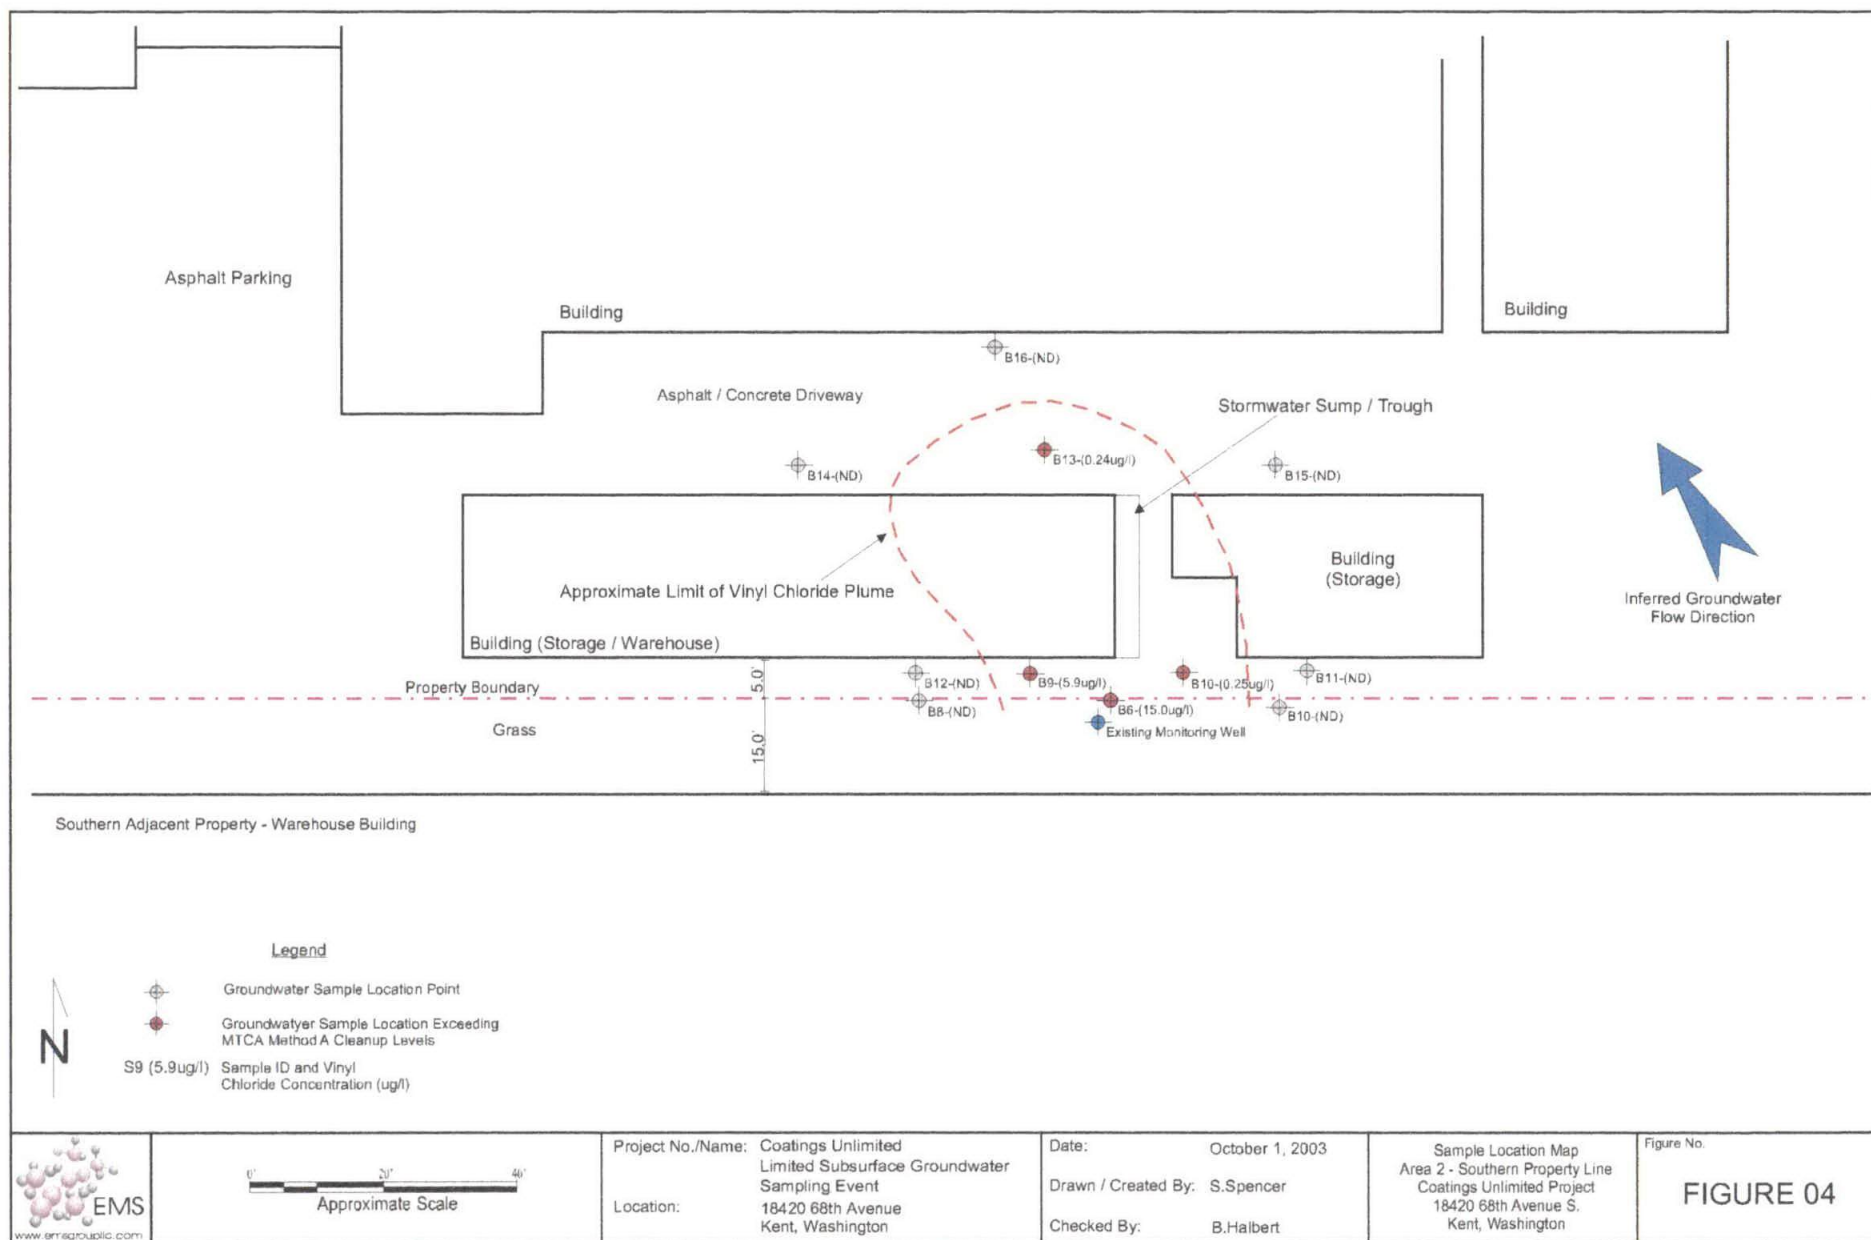 Asphalt Parking
Building
Building
B16-(ND)
Asphalt / Concrete Driveway
Stormwater Sump / Trough
B13-(0.24ug/l)
B14-(ND)
B15-(ND)
Building
(Storage)
Approximate Limit of Vinyl Chloride Plume
Inferred Groundwater
Flow Direction
Building (Storage / Warehouse)
5.0'
Property Boundary
B12-(ND)
B9-(5.9ug/l)
B10-(0.25ug/l)
B11-(ND)
B8-(ND)
B6-(15.0ug/l)
B10-(ND)
Grass
15.0'
Existing Monitoring Well
Southern Adjacent Property - Warehouse Building
Legend
Groundwater Sample Location Point
Groundwatyer Sample Location Exceeding
MTCA Method A Cleanup Levels
N
S9 (5.9ug/l)
Sample ID and Vinyl
Chloride Concentration (ug/l)
EMS
www.emsgroupllc.com
0' 20' 40'
Approximate Scale
Project No./Name: Coatings Unlimited
Limited Subsurface Groundwater
Sampling Event
Location: 18420 68th Avenue
Kent, Washington
Date: October 1, 2003
Drawn / Created By: S.Spencer
Checked By: B.Halbert
Sample Location Map
Area 2 - Southern Property Line
Coatings Unlimited Project
18420 68th Avenue S.
Kent, Washington
Figure No.
FIGURE 04